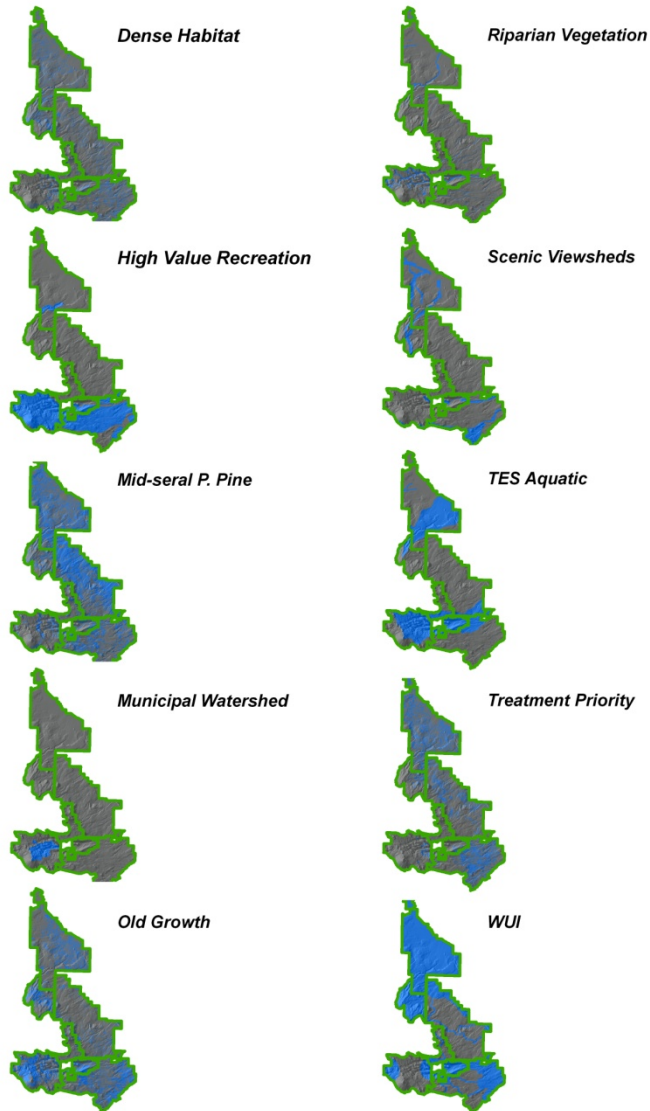 Dense Habitat
Riparian Vegetation
High Value Recreation
Scenic Viewsheds
Mid-seral P. Pine
TES Aquatic
Municipal Watershed
Treatment Priority
Old Growth
WUI